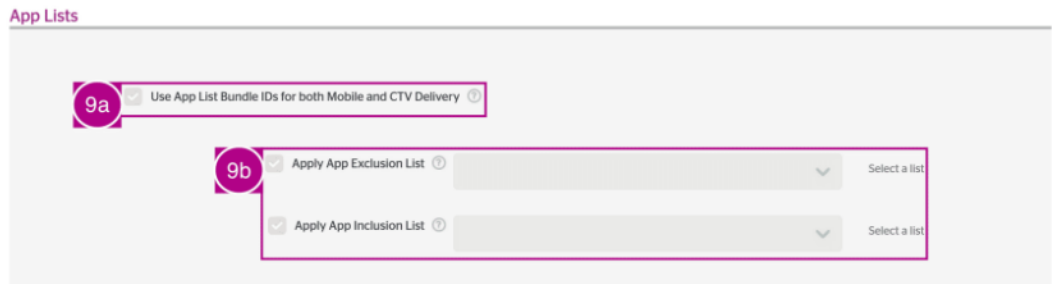 App Lists
9a Use App List Bundle IDs for both Mobile and CTV Delivery ?
9b Apply App Exclusion List ? Select a list
Apply App Inclusion List ? Select a list